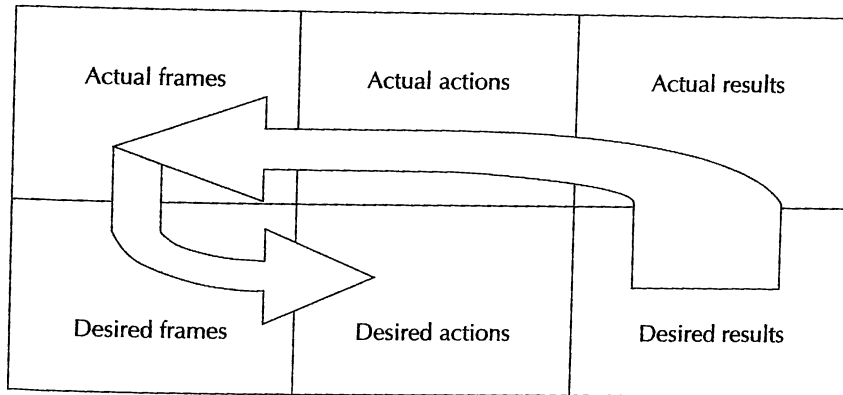 Actual frames
Actual actions
Actual results
Desired frames
Desired actions
Desired results